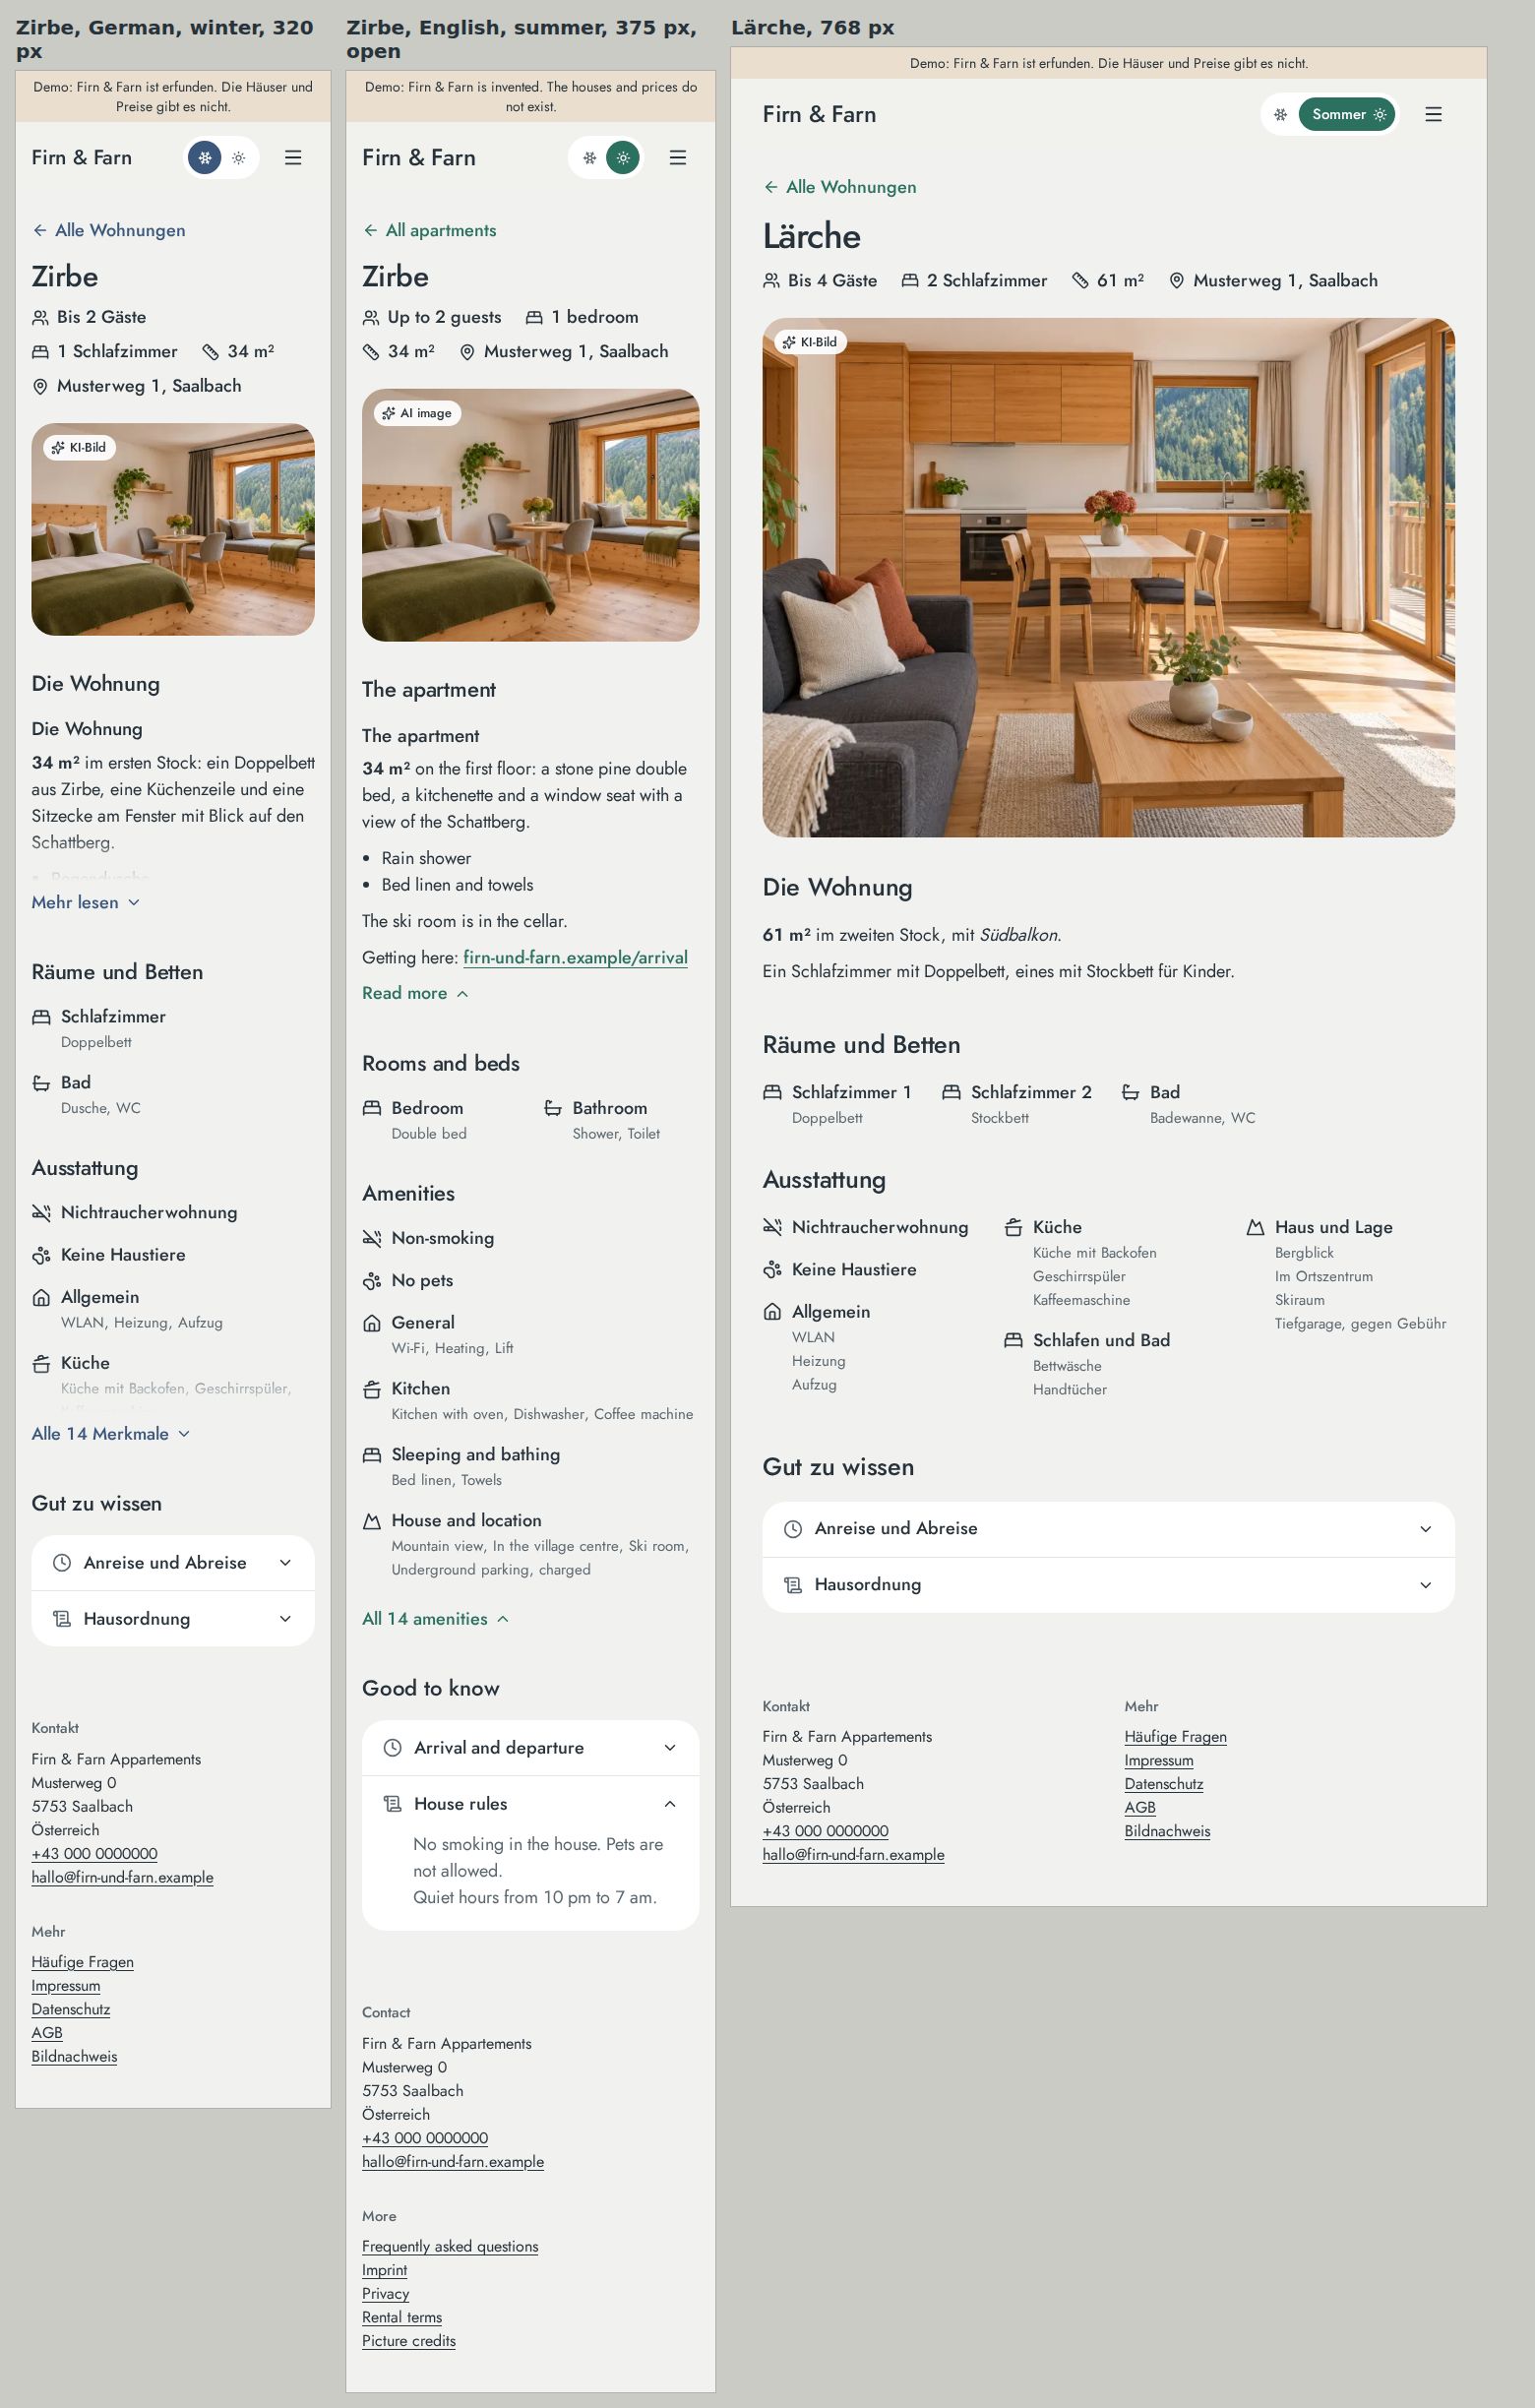 Zirbe, German, winter, 320
px
Demo: Firn & Farn ist erfunden. Die Häuser und
Preise gibt es nicht.
Firn & Farn
Alle Wohnungen
Zirbe
Bis 2 Gäste
1 Schlafzimmer 34 m²
Musterweg 1, Saalbach
KI-Bild
Die Wohnung
Die Wohnung
34 m² im ersten Stock: ein Doppelbett
aus Zirbe, eine Küchenzeile und eine
Sitzecke am Fenster mit Blick auf den
Schattberg.
• Regendusche
Mehr lesen
Räume und Betten
Schlafzimmer
Doppelbett
Bad
Dusche, WC
Ausstattung
Nichtraucherwohnung
Keine Haustiere
Allgemein
WLAN, Heizung, Aufzug
Küche
Küche mit Backofen, Geschirrspüler,
Alle 14 Merkmale
Gut zu wissen
Anreise und Abreise
Hausordnung
Kontakt
Firn & Farn Appartements
Musterweg 0
5753 Saalbach
Österreich
+43 000 0000000
hallo@firn-und-farn.example
Mehr
Häufige Fragen
Impressum
Datenschutz
AGB
Bildnachweis
Zirbe, English, summer, 375 px,
open
Demo: Firn & Farn is invented. The houses and prices do
not exist.
Firn & Farn
All apartments
Zirbe
Up to 2 guests 1 bedroom
34 m² Musterweg 1, Saalbach
AI image
The apartment
The apartment
34 m² on the first floor: a stone pine double
bed, a kitchenette and a window seat with a
view of the Schattberg.
• Rain shower
• Bed linen and towels
The ski room is in the cellar.
Getting here: firn-und-farn.example/arrival
Read more
Rooms and beds
Bedroom
Double bed
Bathroom
Shower, Toilet
Amenities
Non-smoking
No pets
General
Wi-Fi, Heating, Lift
Kitchen
Kitchen with oven, Dishwasher, Coffee machine
Sleeping and bathing
Bed linen, Towels
House and location
Mountain view, In the village centre, Ski room,
Underground parking, charged
All 14 amenities
Good to know
Arrival and departure
House rules
No smoking in the house. Pets are
not allowed.
Quiet hours from 10 pm to 7 am.
Contact
Firn & Farn Appartements
Musterweg 0
5753 Saalbach
Österreich
+43 000 0000000
hallo@firn-und-farn.example
More
Frequently asked questions
Imprint
Privacy
Rental terms
Picture credits
Lärche, 768 px
Demo: Firn & Farn ist erfunden. Die Häuser und Preise gibt es nicht.
Firn & Farn
Sommer
Alle Wohnungen
Lärche
Bis 4 Gäste 2 Schlafzimmer 61 m² Musterweg 1, Saalbach
KI-Bild
Die Wohnung
61 m² im zweiten Stock, mit Südbalkon.
Ein Schlafzimmer mit Doppelbett, eines mit Stockbett für Kinder.
Räume und Betten
Schlafzimmer 1
Doppelbett
Schlafzimmer 2
Stockbett
Bad
Badewanne, WC
Ausstattung
Nichtraucherwohnung
Keine Haustiere
Allgemein
WLAN
Heizung
Aufzug
Küche
Küche mit Backofen
Geschirrspüler
Kaffeemaschine
Schlafen und Bad
Bettwäsche
Handtücher
Haus und Lage
Bergblick
Im Ortszentrum
Skiraum
Tiefgarage, gegen Gebühr
Gut zu wissen
Anreise und Abreise
Hausordnung
Kontakt
Firn & Farn Appartements
Musterweg 0
5753 Saalbach
Österreich
+43 000 0000000
hallo@firn-und-farn.example
Mehr
Häufige Fragen
Impressum
Datenschutz
AGB
Bildnachweis